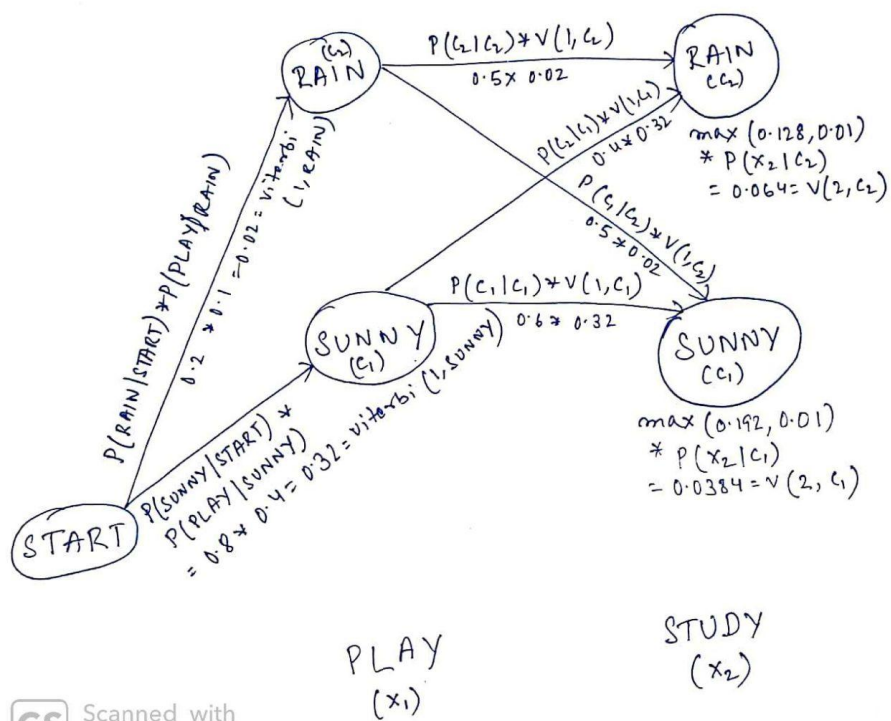 (C2)
RAIN
P(C2|C2)*V(1,C2)
0.5x 0.02
RAIN
(C2)
P(C2|C1)*V(1,C1)
0.4*0.32
max (0.128, 0.01)
* P(X2|C2)
= 0.064= V(2,C2)
P(RAIN|START)*P(PLAY|RAIN)
0.2 * 0.1 =0.02= viterbi
(1, RAIN)
P(C1|C2)*V(1,C2)
0.5*0.02
P(C1|C1)*V(1,C1)
0.6* 0.32
SUNNY
(C1)
SUNNY
(C1)
max (0.192, 0.01)
* P(X2|C1)
= 0.0384= V(2, C1)
START
P(SUNNY|START) *
P(PLAY|SUNNY)
= 0.8* 0.4= 0.32= viterbi (1,SUNNY)
PLAY
(X1)
STUDY
(X2)
CS Scanned with